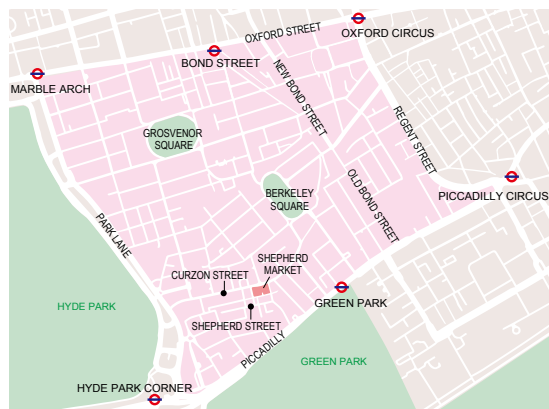 OXFORD STREET
OXFORD CIRCUS
BOND STREET
MARBLE ARCH
NEW BOND STREET
REGENT STREET
GROSVENOR
SQUARE
BERKELEY
SQUARE
OLD BOND STREET
PICCADILLY CIRCUS
PARK LANE
SHEPHERD
MARKET
CURZON STREET
HYDE PARK
GREEN PARK
SHEPHERD STREET
PICCADILLY
GREEN PARK
HYDE PARK CORNER